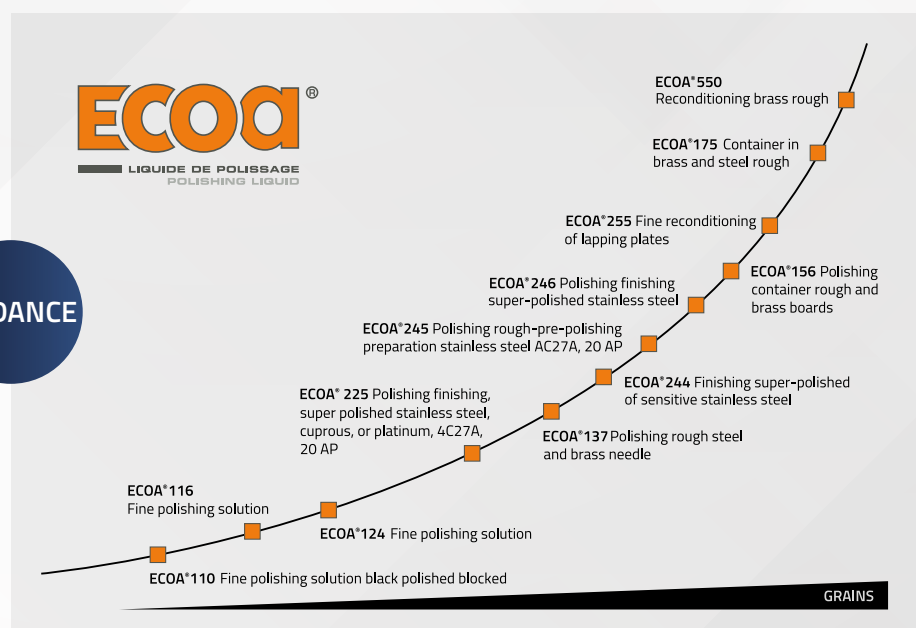 ECOA®
LIQUIDE DE POLISSAGE
POLISHING LIQUID
DANCE
ECOA®550
Reconditioning brass rough
ECOA®175 Container in
brass and steel rough
ECOA®255 Fine reconditioning
of lapping plates
ECOA®156 Polishing
container rough and
brass boards
ECOA®246 Polishing finishing
super-polished stainless steel
ECOA®245 Polishing rough-pre-polishing
preparation stainless steel AC27A, 20 AP
ECOA®244 Finishing super-polished
of sensitive stainless steel
ECOA® 225 Polishing finishing,
super polished stainless steel,
cuprous, or platinum, 4C27A,
20 AP
ECOA®137 Polishing rough steel
and brass needle
ECOA®116
Fine polishing solution
ECOA®124 Fine polishing solution
ECOA®110 Fine polishing solution black polished blocked
GRAINS